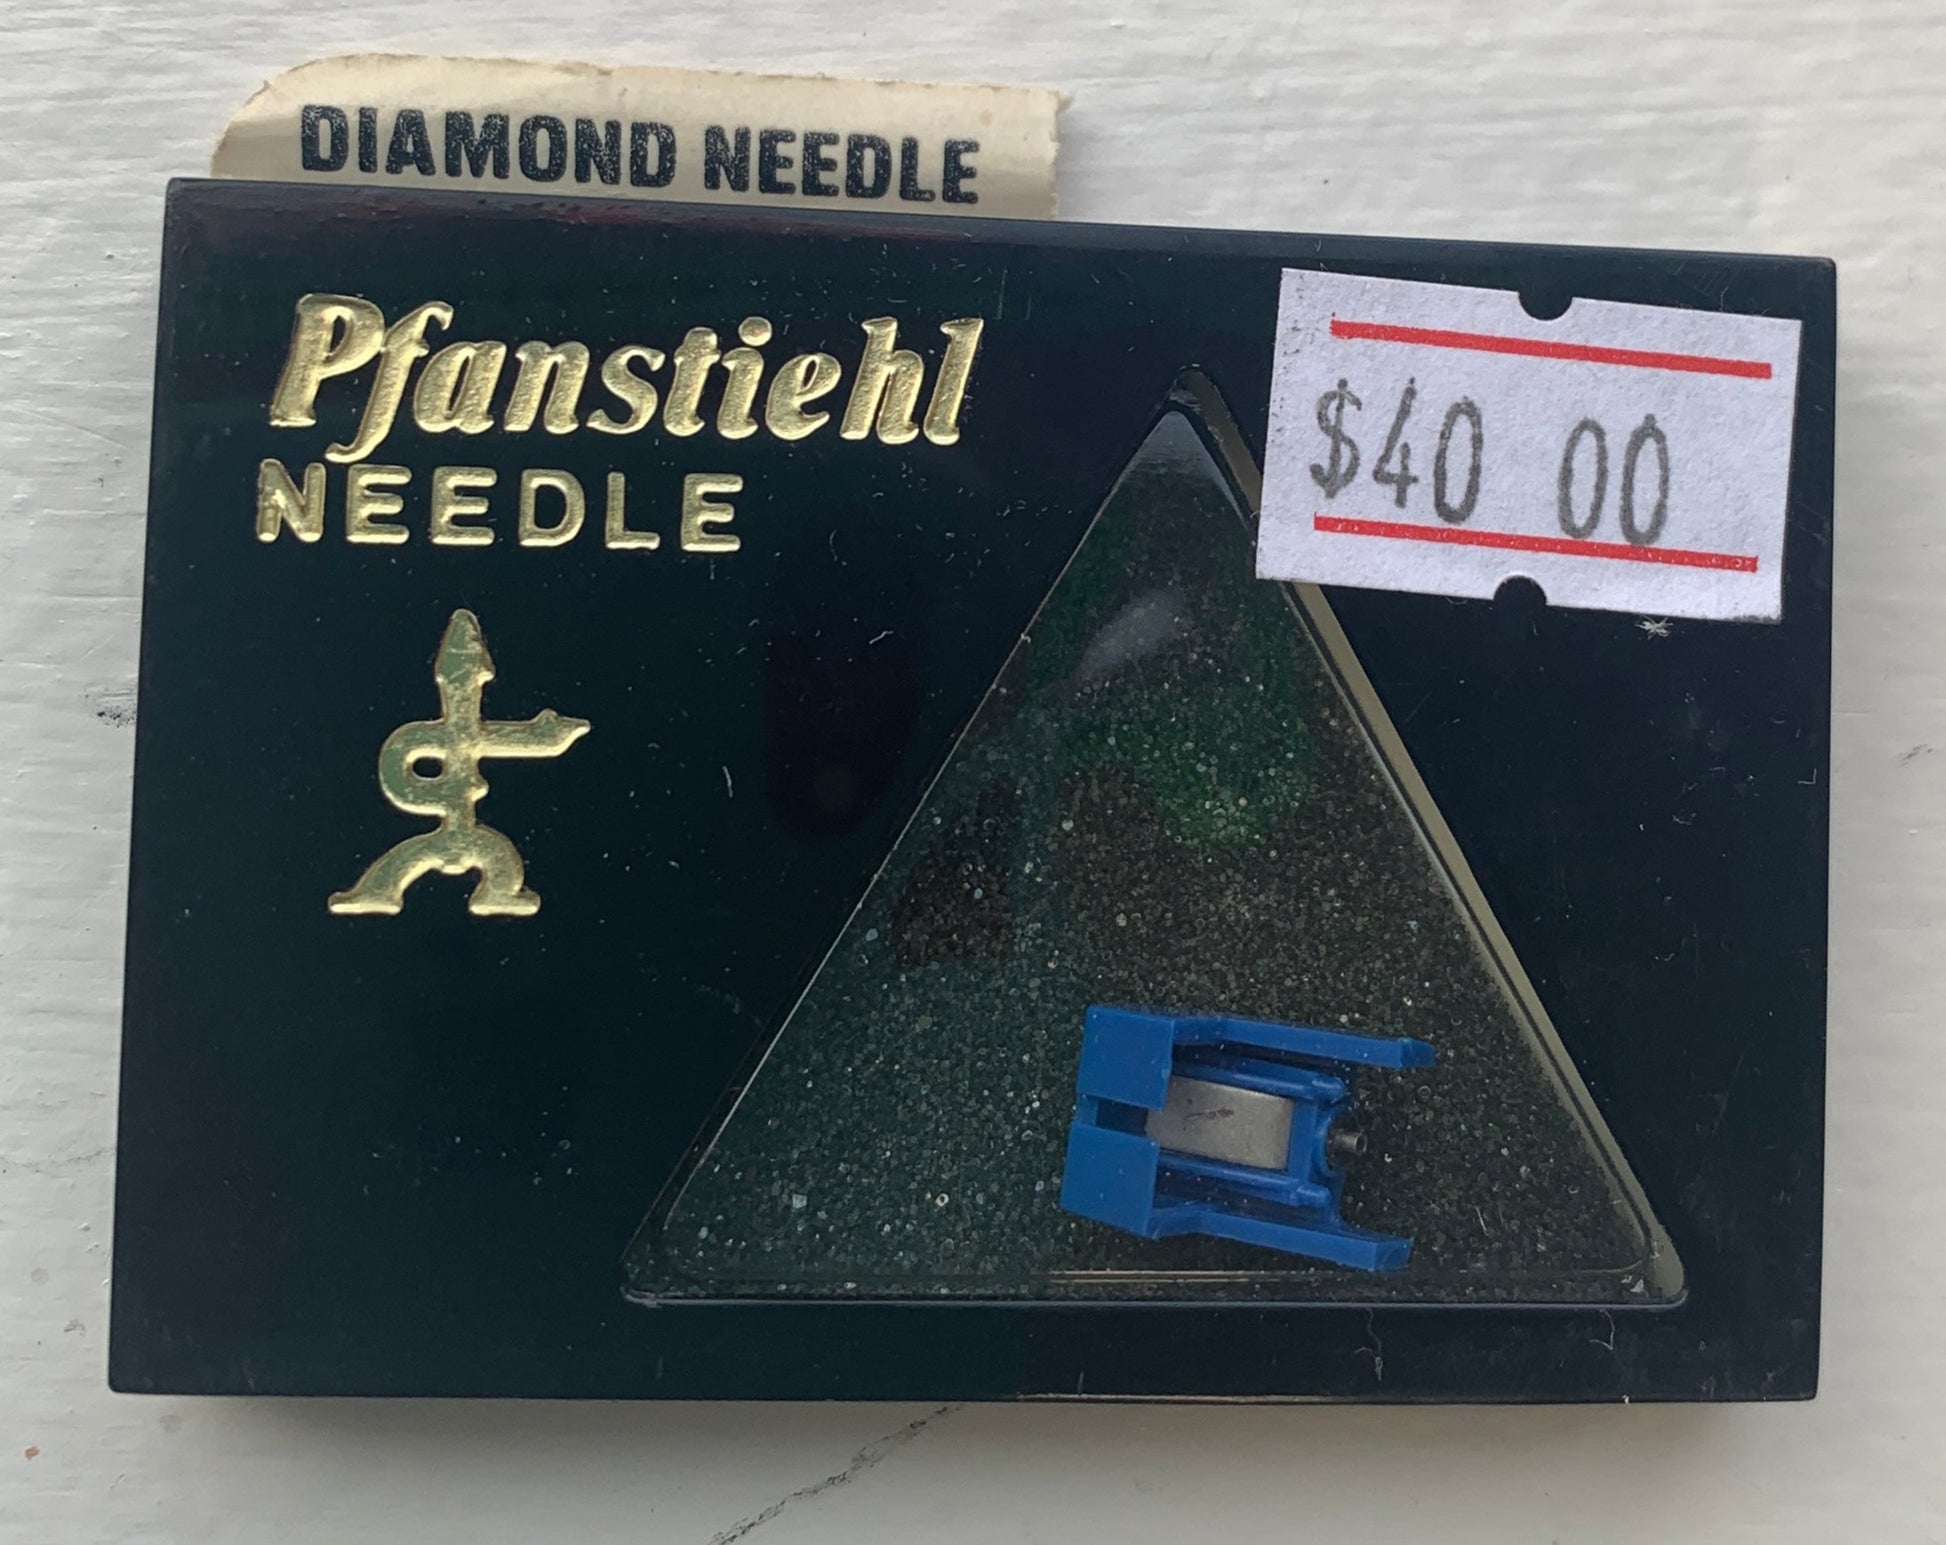 DIAMOND NEEDLE
Pfanstiehl
NEEDLE
$40 00